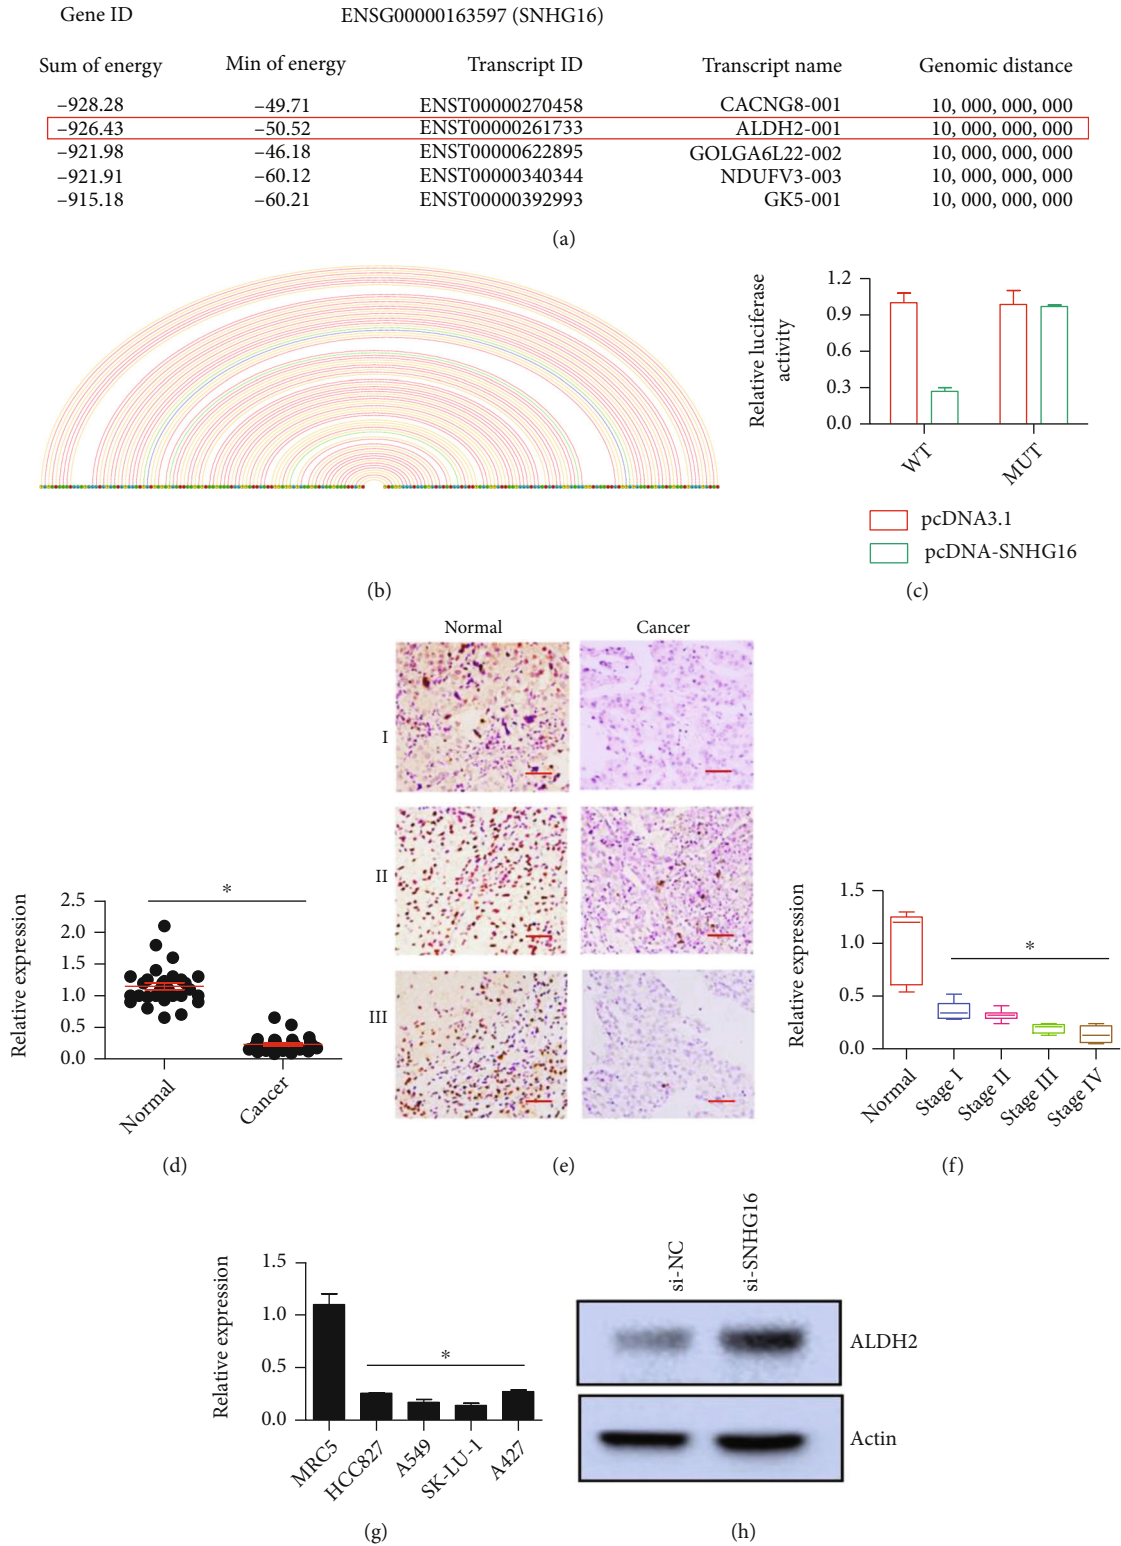 Gene ID ENSG00000163597 (SNHG16)
Sum of energy Min of energy Transcript ID Transcript name Genomic distance
−928.28 −49.71 ENST00000270458 CACNG8-001 10, 000, 000, 000
−926.43 −50.52 ENST00000261733 ALDH2-001 10, 000, 000, 000
−921.98 −46.18 ENST00000622895 GOLGA6L22-002 10, 000, 000, 000
−921.91 −60.12 ENST00000340344 NDUFV3-003 10, 000, 000, 000
−915.18 −60.21 ENST00000392993 GK5-001 10, 000, 000, 000
(a)
(b)
Relative luciferase
activity
1.2
0.9
0.6
0.3
0.0
WT
MUT
pcDNA3.1
pcDNA-SNHG16
(c)
Relative expression
2.5
2.0
1.5
1.0
0.5
0.0
*
Normal
Cancer
(d)
Normal Cancer
I
II
III
(e)
Relative expression
1.5
1.0
0.5
0.0
*
Normal
Stage I
Stage II
Stage III
Stage IV
(f)
Relative expression
1.5
1.0
0.5
0.0
*
MRC5
HCC827
A549
SK-LU-1
A427
(g)
si-NC
si-SNHG16
ALDH2
Actin
(h)